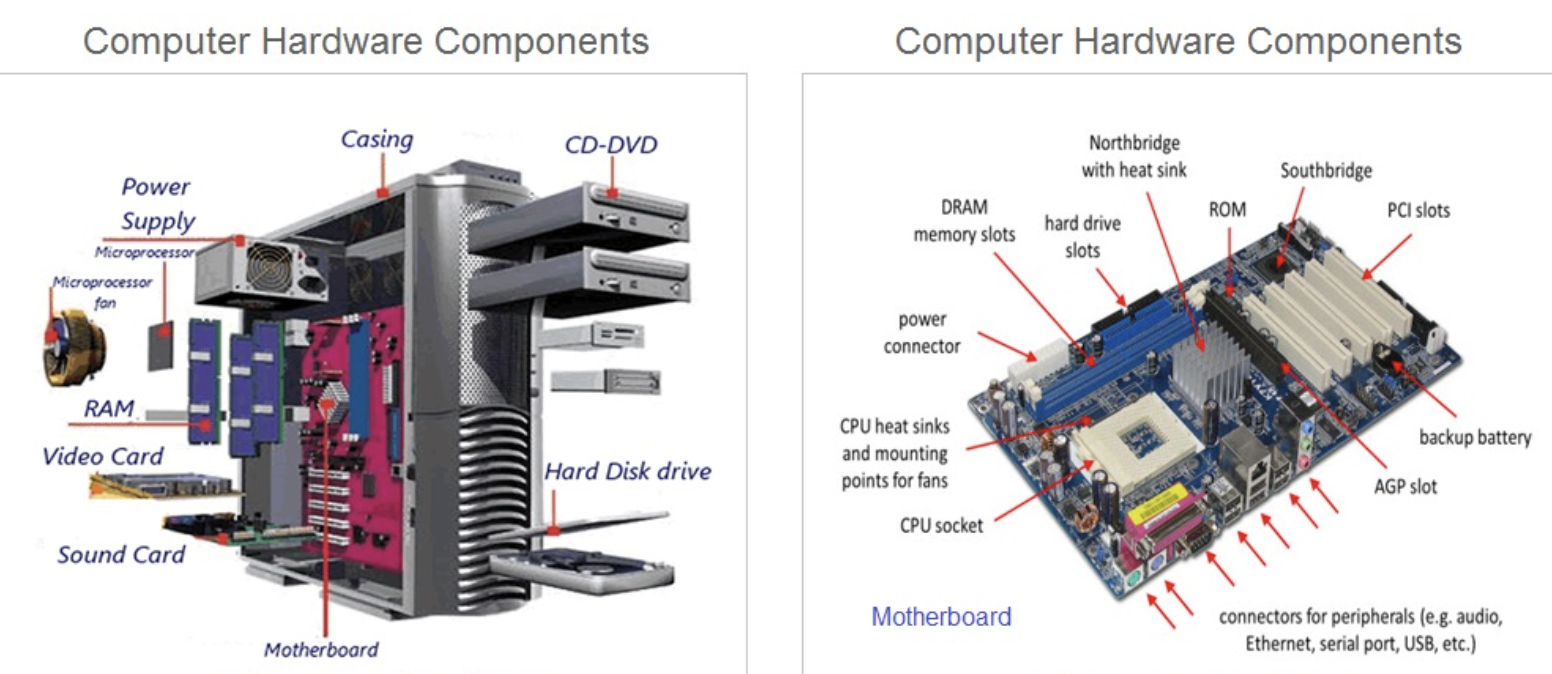 Computer Hardware Components
Casing
CD-DVD
Power
Supply
Microprocessor
Microprocessor
fan
RAM
Video Card
Hard Disk drive
Sound Card
Motherboard
Computer Hardware Components
Northbridge
with heat sink
Southbridge
DRAM
memory slots
hard drive
slots
ROM
PCI slots
power
connector
CPU heat sinks
and mounting
points for fans
backup battery
AGP slot
CPU socket
Motherboard
connectors for peripherals (e.g. audio,
Ethernet, serial port, USB, etc.)